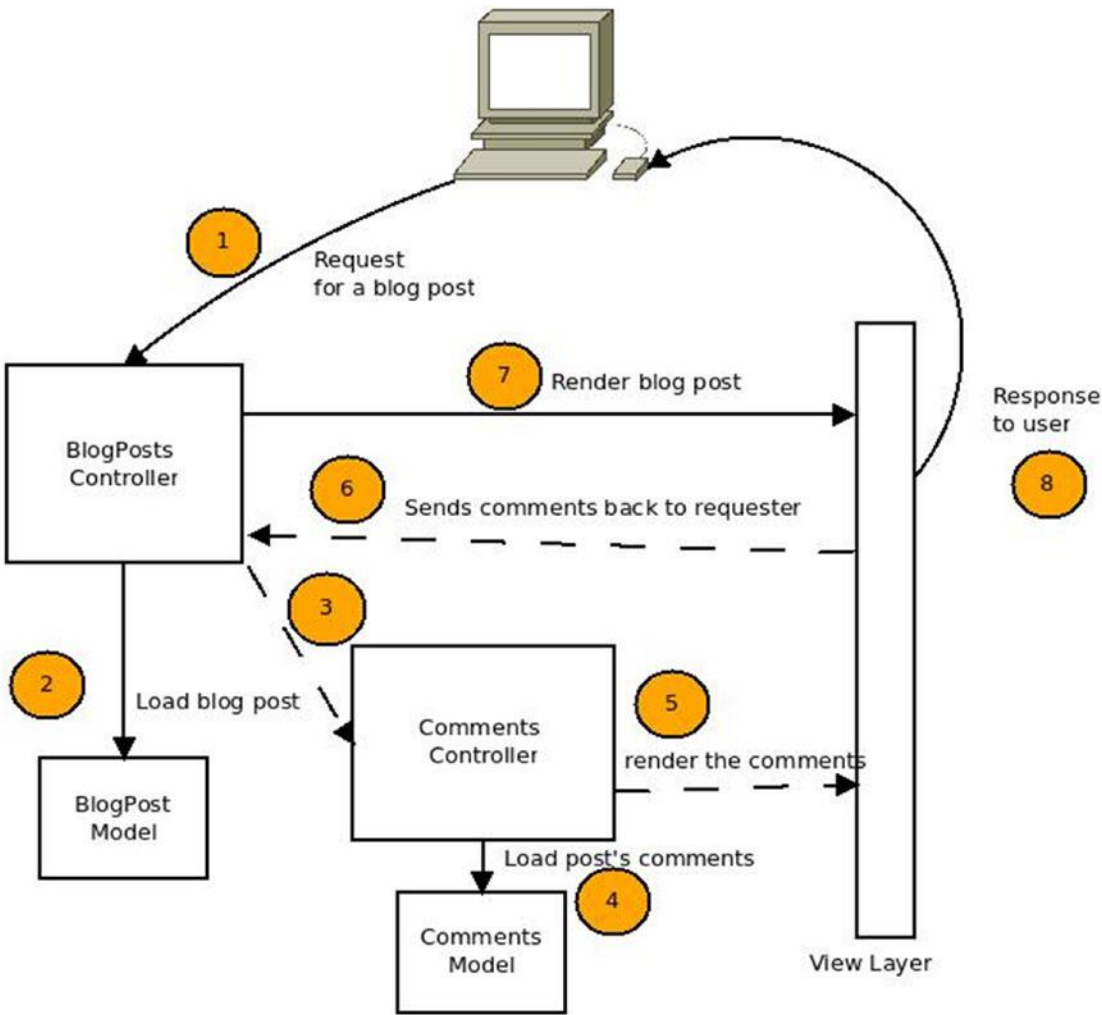 1
Request
for a blog post
7
Render blog post
Response
to user
BlogPosts
Controller
6
8
Sends comments back to requester
3
2
Load blog post
5
Comments
Controller
render the comments
BlogPost
Model
Load post's comments
4
Comments
Model
View Layer